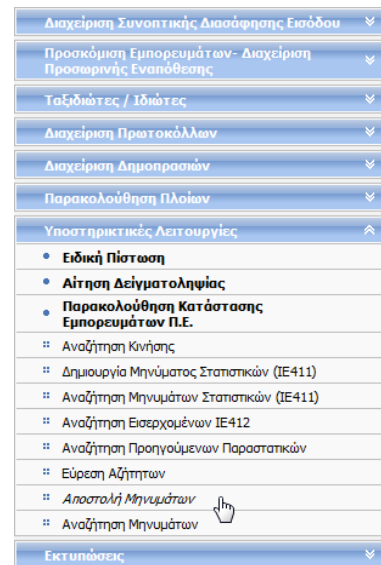 Διαχείριση Συνοπτικής Διασάφησης Εισόδου
Προσκόμιση Εμπορευμάτων- Διαχείριση
Προσωρινής Εναπόθεσης
Ταξιδιώτες / Ιδιώτες
Διαχείριση Πρωτοκόλλων
Διαχείριση Δημοπρασιών
Παρακολούθηση Πλοίων
Υποστηρικτικές Λειτουργίες
Ειδική Πίστωση
Αίτηση Δείγματοληψίας
Παρακολούθηση Κατάστασης
Εμπορευμάτων Π.Ε.
Αναζήτηση Κινήσης
Δημιουργία Μηνύματος Στατιστικών (IE411)
Αναζήτηση Μηνυμάτων Στατιστικών (IE411)
Αναζήτηση Εισερχομένων IE412
Αναζήτηση Προηγούμενων Παραστατικών
Εύρεση Αζήτητων
Αποστολή Μηνυμάτων
Αναζήτηση Μηνυμάτων
Εκτυπώσεις